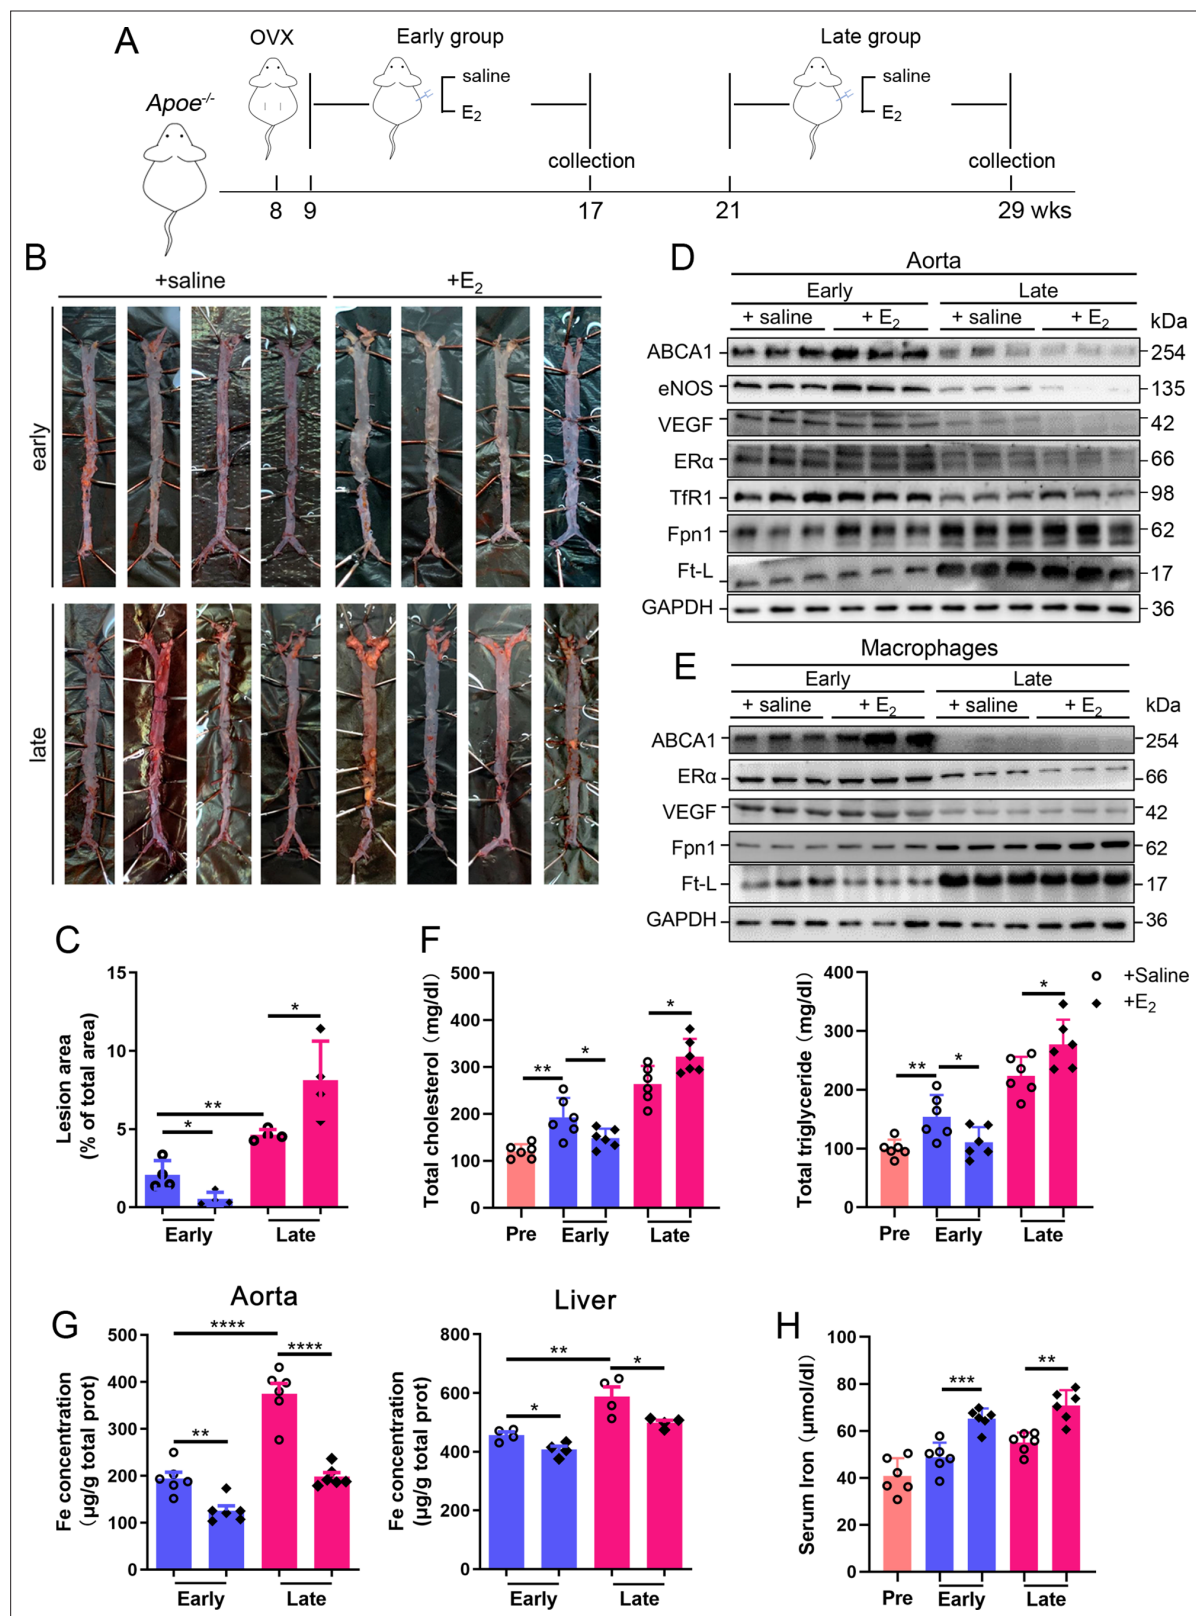 A
OVX
Early group
Late group
Apoe-/-
saline
E2
saline
E2
collection
collection
8
9
17
21
29 wks
B
+saline
+E2
early
late
D
Aorta
Early
Late
+ saline
+ E2
+ saline
+ E2
kDa
ABCA1
254
eNOS
135
VEGF
42
ERα
66
TfR1
98
Fpn1
62
Ft-L
17
GAPDH
36
E
Macrophages
Early
Late
+ saline
+ E2
+ saline
+ E2
kDa
ABCA1
254
ERα
66
VEGF
42
Fpn1
62
Ft-L
17
GAPDH
36
C
Lesion area
(% of total area)
15
10
5
0
**
*
*
Early
Late
F
Total cholesterol (mg/dl)
500
400
300
200
100
0
**
*
*
Pre
Early
Late
Total triglyceride (mg/dl)
400
300
200
100
0
**
*
*
Pre
Early
Late
+Saline
+E2
G
Aorta
Fe concentration
(μg/g total prot)
500
400
300
200
100
0
****
****
**
Early
Late
Liver
Fe concentration
(μg/g total prot)
800
600
400
200
0
**
*
*
Early
Late
H
Serum Iron (μmol/dl)
100
80
60
40
20
0
***
**
Pre
Early
Late